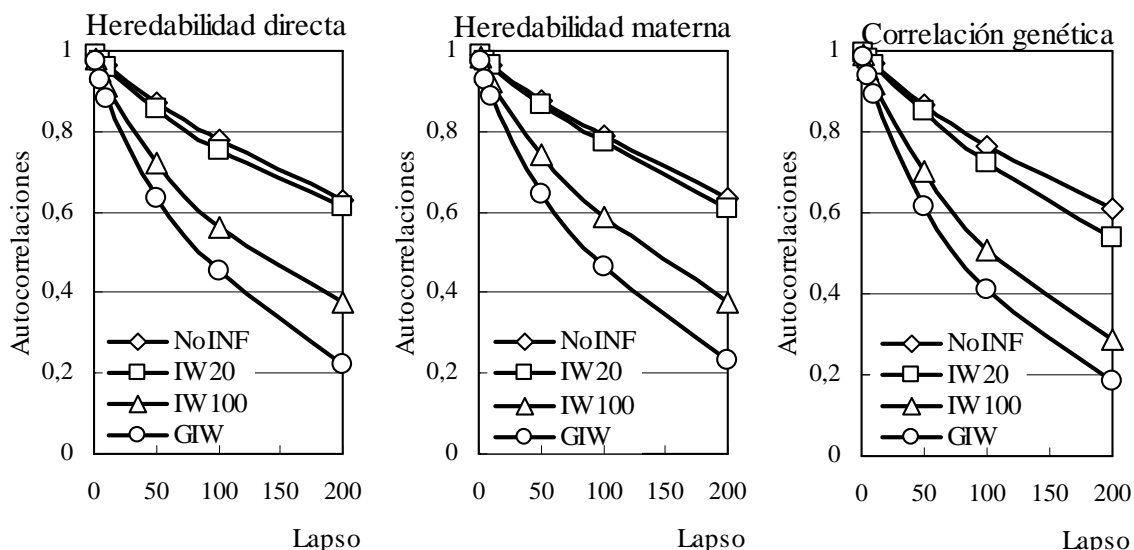 Heredabilidad directa
Autocorrelaciones
1
0,8
0,6
0,4
0,2
0
NoINF
IW20
IW100
GIW
0 50 100 150 200
Lapso
Heredabilidad materna
Autocorrelaciones
1
0,8
0,6
0,4
0,2
0
NoINF
IW20
IW100
GIW
0 50 100 150 200
Lapso
Correlación genética
Autocorrelaciones
1
0,8
0,6
0,4
0,2
0
NoINF
IW20
IW100
GIW
0 50 100 150 200
Lapso